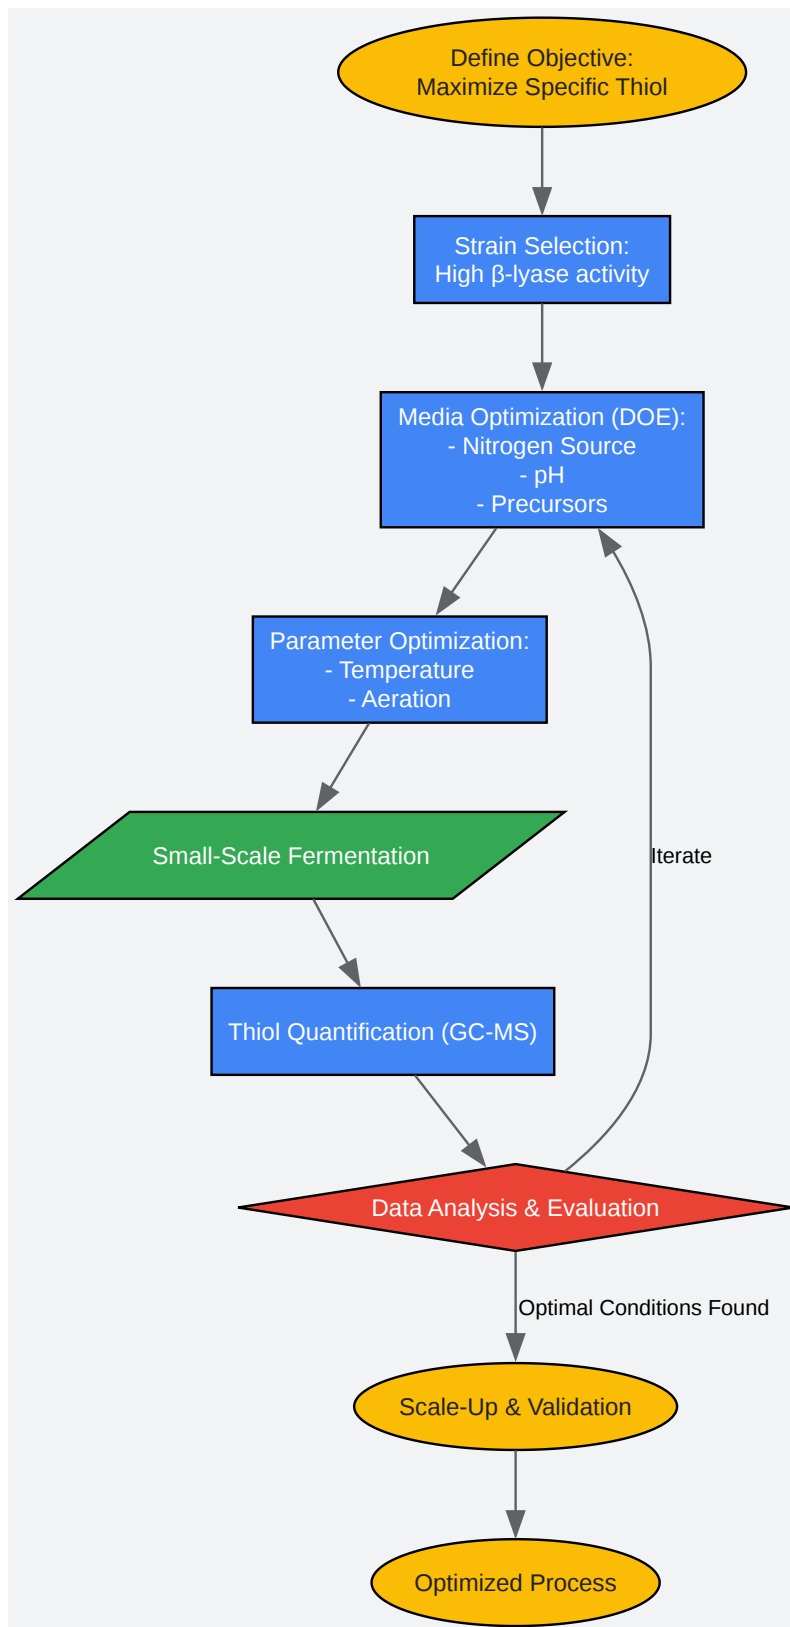 Define Objective:
Maximize Specific Thiol
Strain Selection:
High β-lyase activity
Media Optimization (DOE):
- Nitrogen Source
- pH
- Precursors
Parameter Optimization:
- Temperature
- Aeration
Small-Scale Fermentation
Iterate
Thiol Quantification (GC-MS)
Data Analysis & Evaluation
Optimal Conditions Found
Scale-Up & Validation
Optimized Process